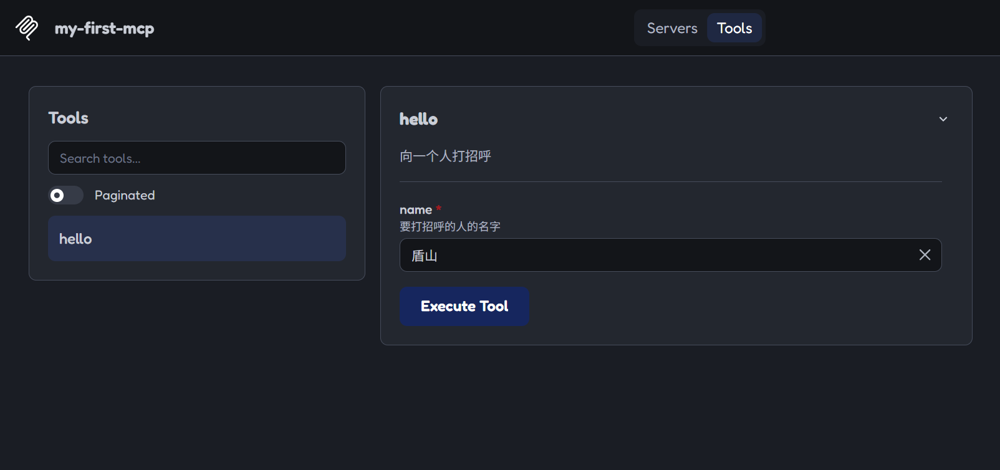 my-first-mcp
Servers
Tools
Tools
Search tools...
Paginated
hello
hello
向一个人打招呼
name *
要打招呼的人的名字
盾山
Execute Tool